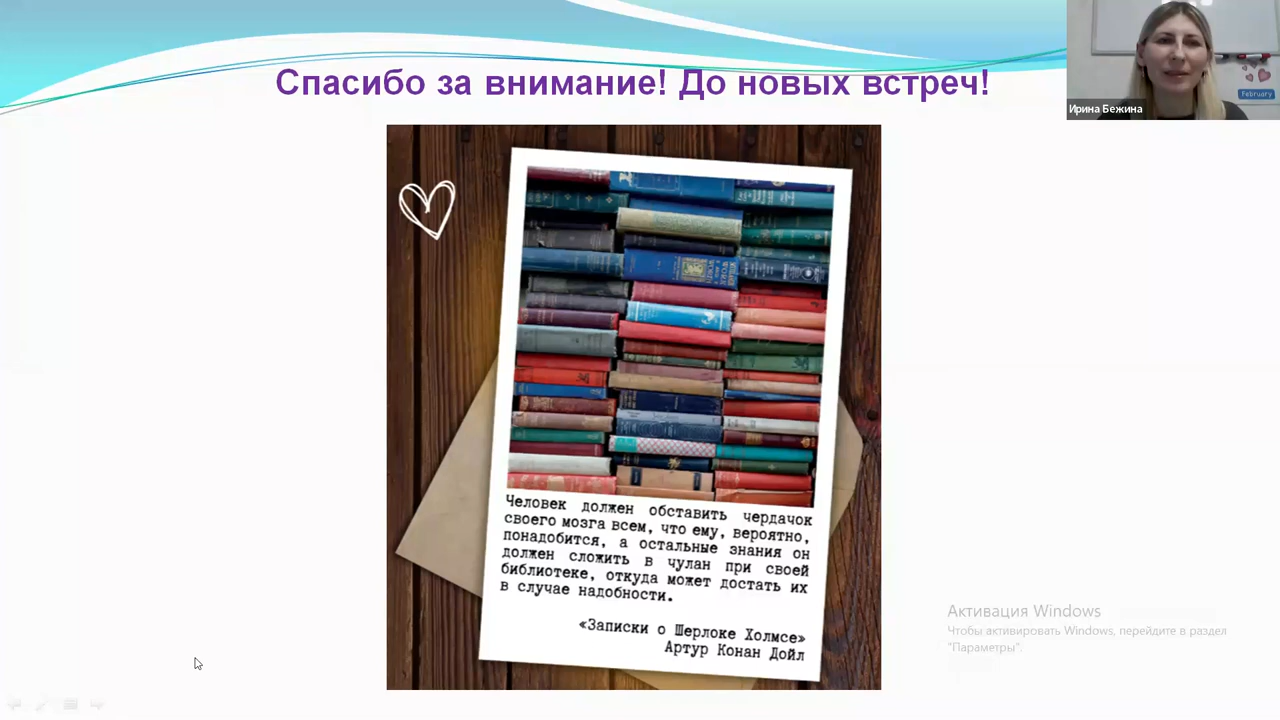 Спасибо за внимание! До новых встреч!
Ирина Бежина
February
Человек должен обставить чердачок
своего мозга всем, что ему, вероятно,
понадобится, а остальные знания он
должен сложить в чулан при своей
библиотеке, откуда может достать их
в случае надобности.
«Записки о Шерлоке Холмсе»
Артур Конан Дойл
Активация Windows
Чтобы активировать Windows, перейдите в раздел
"Параметры".